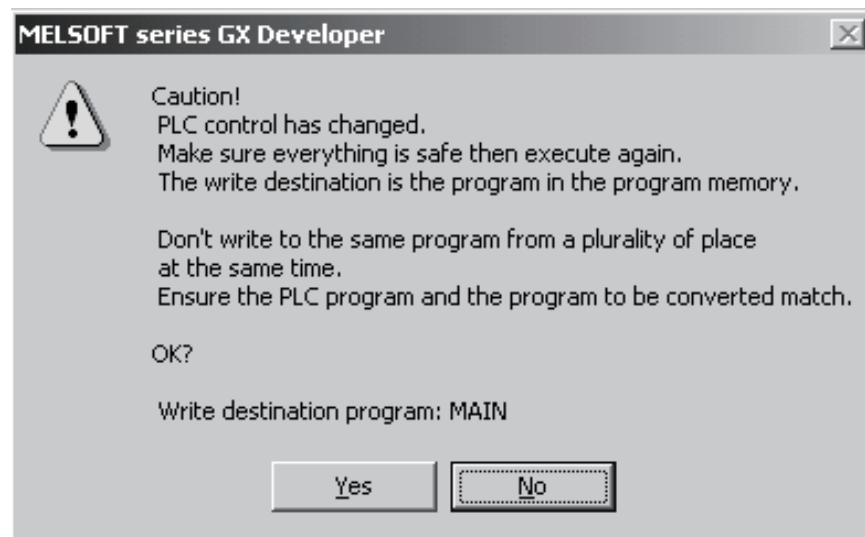 MELSOFT series GX Developer
Caution!
PLC control has changed.
Make sure everything is safe then execute again.
The write destination is the program in the program memory.
Don't write to the same program from a plurality of place
at the same time.
Ensure the PLC program and the program to be converted match.
OK?
Write destination program: MAIN
Yes
No